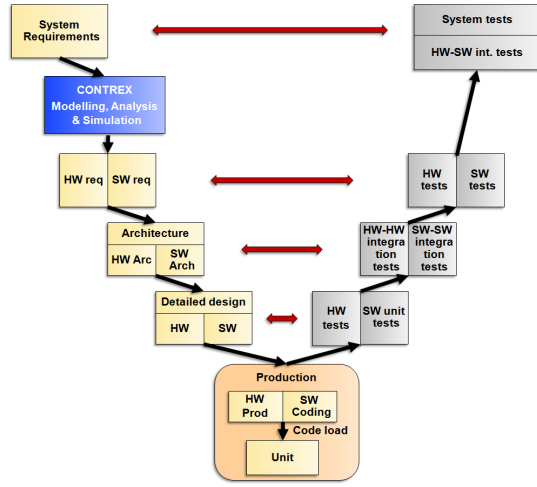 System
Requirements
System tests
HW-SW int. tests
CONTREX
Modelling, Analysis
& Simulation
HW req
SW req
HW
tests
SW
tests
Architecture
HW Arc
SW
Arch
HW-HW
integra
tion
tests
SW-SW
integra
tion
tests
Detailed design
HW
SW
HW
tests
SW unit
tests
Production
HW
Prod
SW
Coding
Code load
Unit